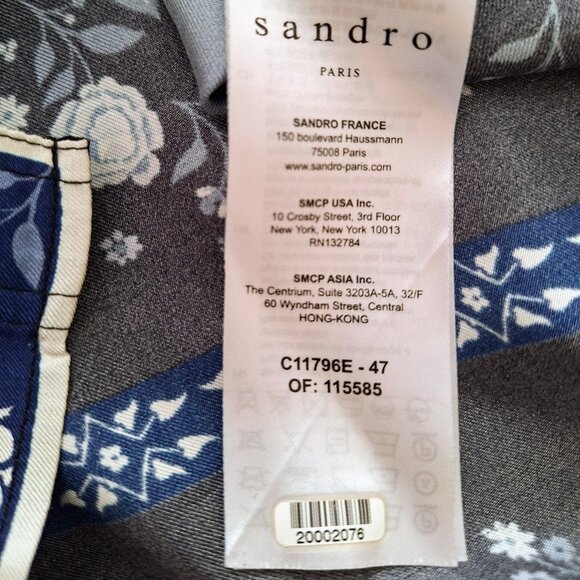 sandro
PARIS
SANDRO FRANCE
150 boulevard Haussmann
75008 Paris
www.sandro-paris.com
SMCP USA Inc.
10 Crosby Street, 3rd Floor
New York, New York 10013
RN132784
SMCP ASIA Inc.
The Centrium, Suite 3203A-5A, 32/F
60 Wyndham Street, Central
HONG-KONG
C11796E - 47
OF: 115585
20002076